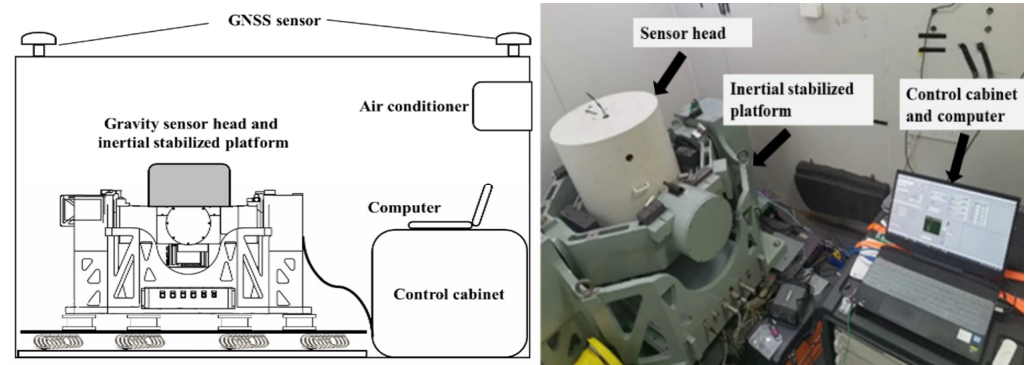 GNSS sensor
Air conditioner
Gravity sensor head and
inertial stabilized platform
Computer
Control cabinet
Sensor head
Inertial stabilized
platform
Control cabinet
and computer